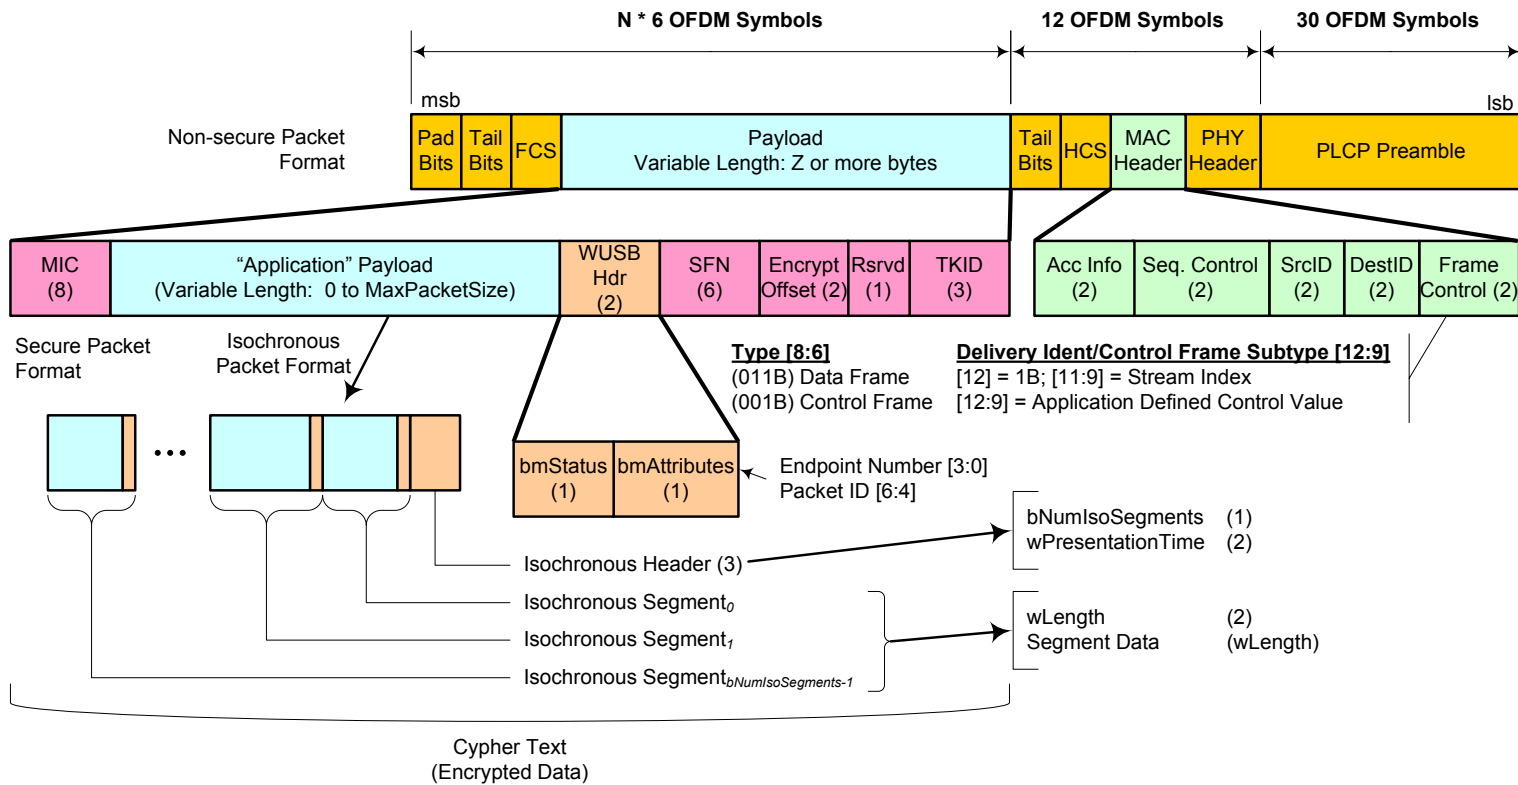 N * 6 OFDM Symbols
12 OFDM Symbols
30 OFDM Symbols
msb
lsb
Non-secure Packet
Format
Pad
Bits
Tail
Bits
FCS
Payload
Variable Length: Z or more bytes
Tail
Bits
HCS
MAC
Header
PHY
Header
PLCP Preamble
MIC
(8)
“Application” Payload
(Variable Length:  0 to MaxPacketSize)
WUSB
Hdr
(2)
SFN
(6)
Encrypt
Offset (2)
Rsrvd
(1)
TKID
(3)
Acc Info
(2)
Seq. Control
(2)
SrcID
(2)
DestID
(2)
Frame
Control (2)
Secure Packet
Format
Isochronous
Packet Format
Type [8:6]
(011B) Data Frame
(001B) Control Frame
Delivery Ident/Control Frame Subtype [12:9]
[12] = 1B; [11:9] = Stream Index
[12:9] = Application Defined Control Value
bmStatus
(1)
bmAttributes
(1)
Endpoint Number [3:0]
Packet ID [6:4]
bNumIsoSegments (1)
wPresentationTime (2)
Isochronous Header (3)
Isochronous Segment0
Isochronous Segment1
Isochronous SegmentbNumIsoSegments-1
wLength (2)
Segment Data (wLength)
Cypher Text
(Encrypted Data)